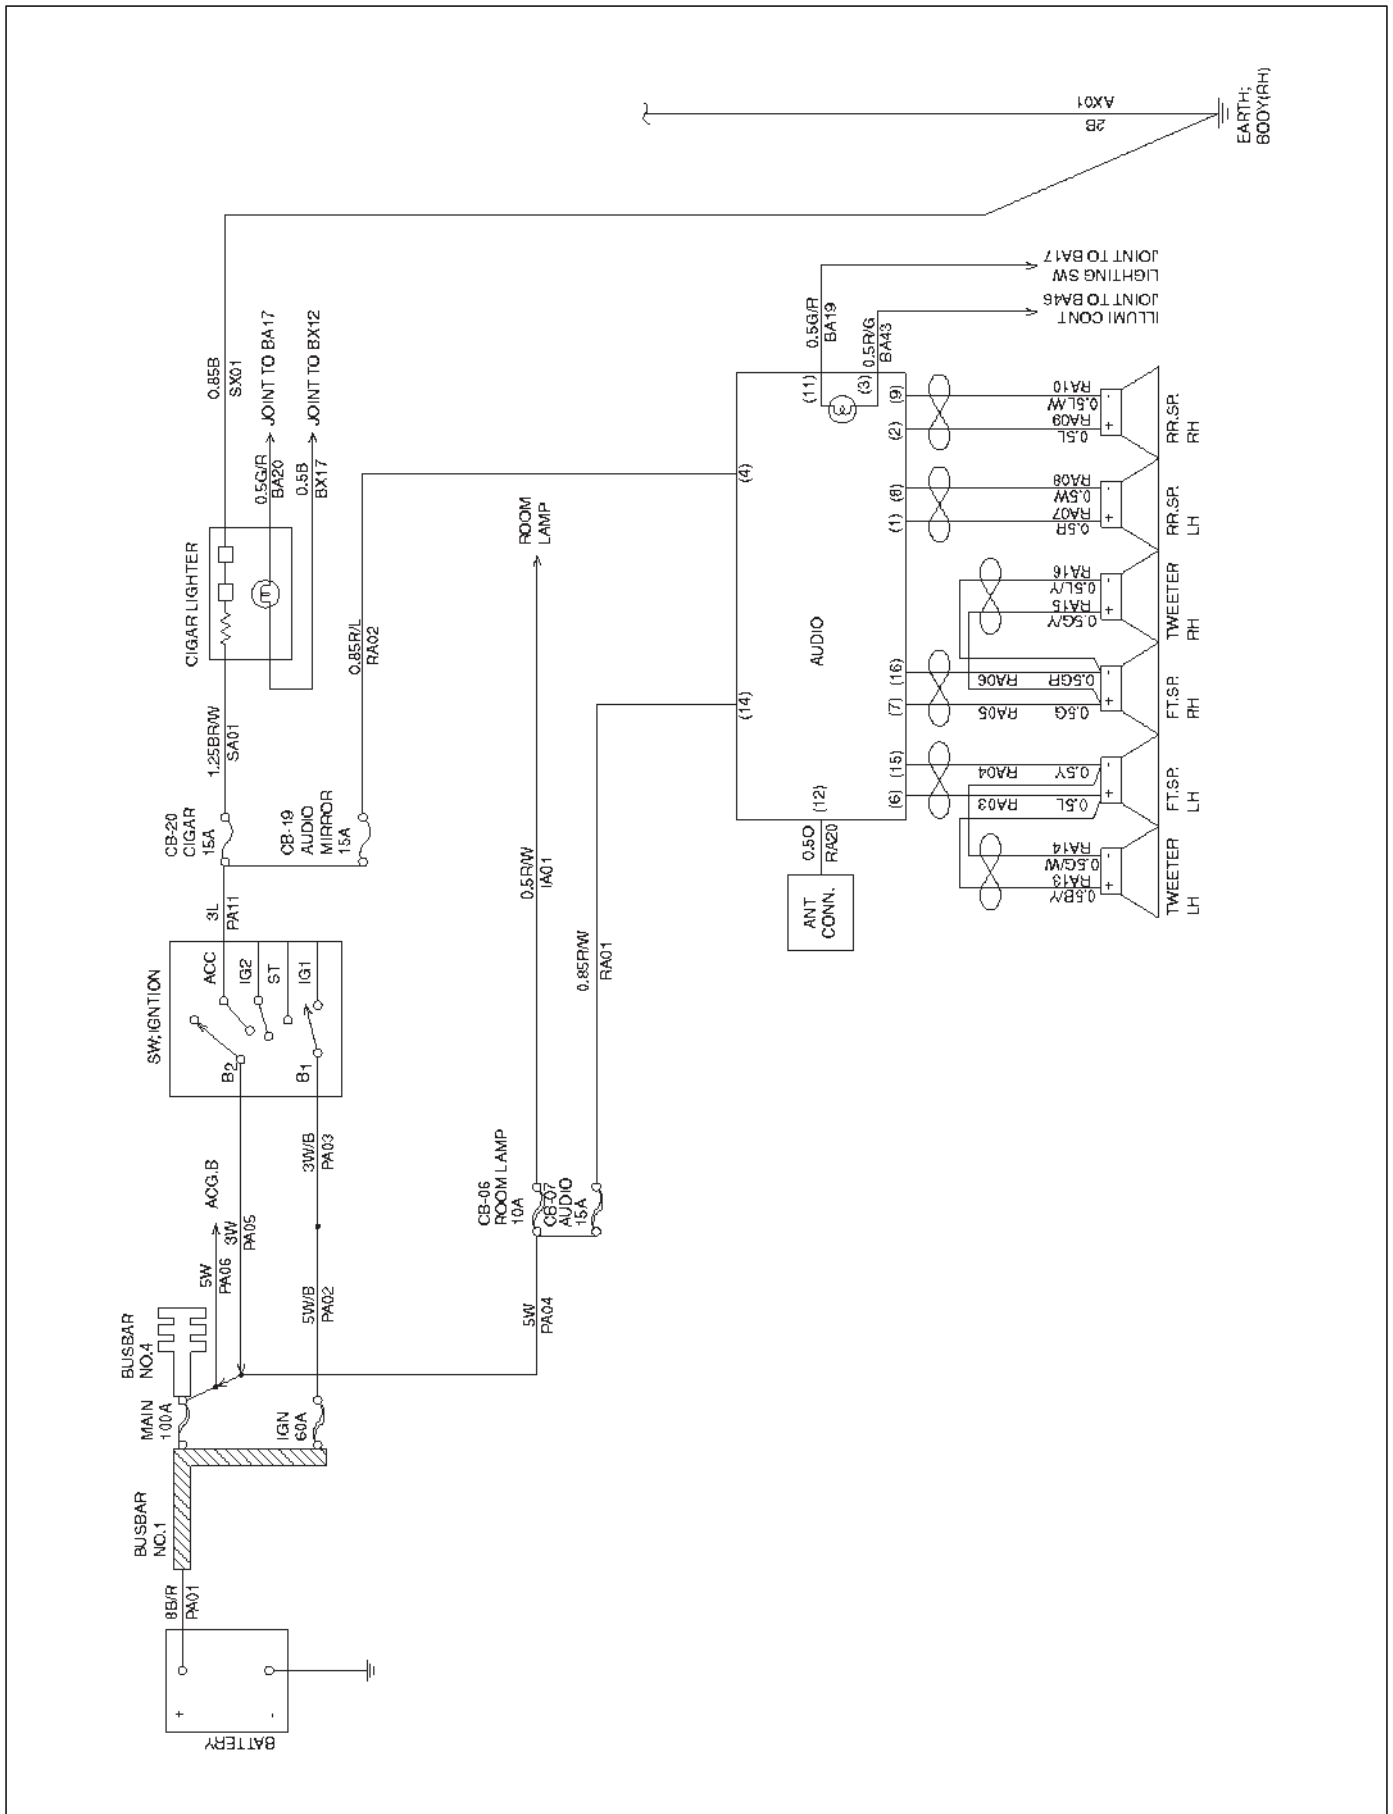 AX01
2B
EARTH;
BODY(RH)
0.85B
SX01
JOINT TO BA17
0.5G/R
BA20
JOINT TO BX12
0.5B
BX17
CIGAR LIGHTER
1.25BR/W
SA01
CB-20
CIGAR
15A
CB-19
AUDIO
MIRROR
15A
0.85R/L
RA02
3L
PA11
SW;IGNITION
ACC
IG2
ST
IG1
B2
B1
ROOM
LAMP
0.5R/W
IA01
0.85R/W
RA01
CB-06
ROOM LAMP
10A
CB-07
AUDIO
15A
ACG.B
3W
PA05
5W
PA06
3W/B
PA03
5W/B
PA02
5W
PA04
BUSBAR
NO.4
MAIN
100A
IGN
60A
BUSBAR
NO.1
8B/R
PA01
+
-
BATTERY
AUDIO
(4)
(14)
(12)
0.5O
RA20
ANT
CONN.
(11)
(3)
0.5G/R
BA19
0.5R/G
BA43
LIGHTING SW
JOINT TO BA17
ILLUMI CONT
JOINT TO BA46
(9)
(2)
RA10
0.5L/W
RA09
0.5L
-
+
RR.SP.
RH
(8)
(1)
RA08
0.5W
RA07
0.5R
-
+
RR.SP.
LH
RA16
0.5L/Y
RA15
0.5G/Y
-
+
TWEETER
RH
(16)
(7)
RA06
0.5GR
RA05
0.5G
-
+
FT.SP.
RH
(15)
(6)
RA04
0.5Y
RA03
0.5L
-
+
FT.SP.
LH
RA14
0.5G/W
RA13
0.5B/Y
-
+
TWEETER
LH